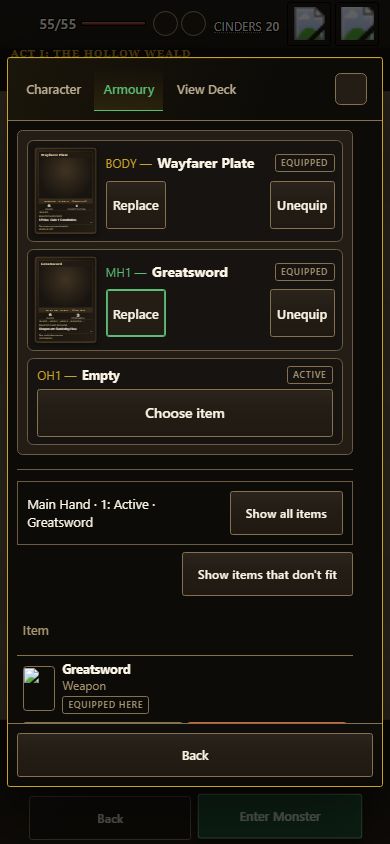 55/55
CINDERS 20
ACT I: THE HOLLOW WEALD
Character
Armoury
View Deck
Wayfarer Plate
BODY — Wayfarer Plate
EQUIPPED
Replace
Unequip
Greatsword
MH1 — Greatsword
EQUIPPED
Replace
Unequip
OH1 — Empty
ACTIVE
Choose item
Main Hand · 1: Active ·
Greatsword
Show all items
Show items that don't fit
Item
Greatsword
Weapon
EQUIPPED HERE
Back
Back
Enter Monster